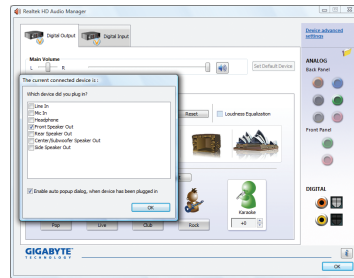 Realtek HD Audio Manager
Digital Output
Digital Input
Device advanced settings
Main Volume
L
R
Set Default Device
ANALOG
Back Panel
The current connected device is :
Which device did you plug in?
Line In
Mic In
Headphone
Front Speaker Out
Rear Speaker Out
Center/Subwoofer Speaker Out
Side Speaker Out
Enable auto popup dialog, when device has been plugged in
OK
Reset
Loudness Equalization
Front Panel
Karaoke
+0
Pop
Live
Club
Rock
DIGITAL
GIGABYTE
TECHNOLOGY
i
OK